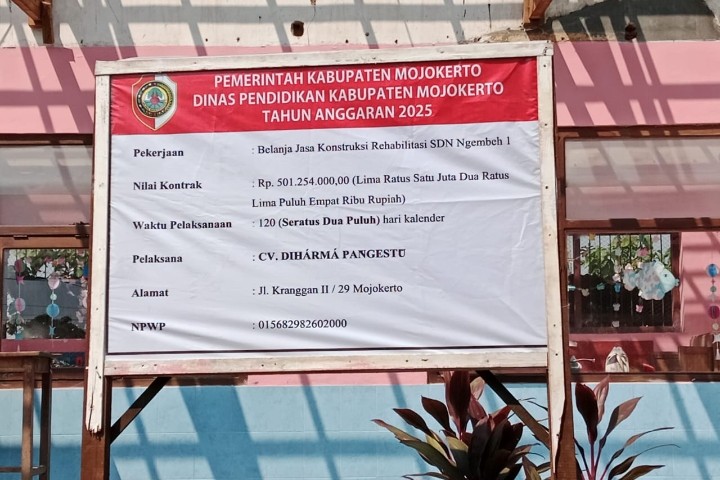 PEMERINTAH KABUPATEN MOJOKERTO
DINAS PENDIDIKAN KABUPATEN MOJOKERTO
TAHUN ANGGARAN 2025
Pekerjaan : Belanja Jasa Konstruksi Rehabilitasi SDN Ngembeh 1
Nilai Kontrak : Rp. 501.254.000,00 (Lima Ratus Satu Juta Dua Ratus
Lima Puluh Empat Ribu Rupiah)
Waktu Pelaksanaan : 120 (Seratus Dua Puluh) hari kalender
Pelaksana : CV. DIHÁRMÁ PANGESTU
Alamat : Jl. Kranggan II / 29 Mojokerto
NPWP : 015682982602000